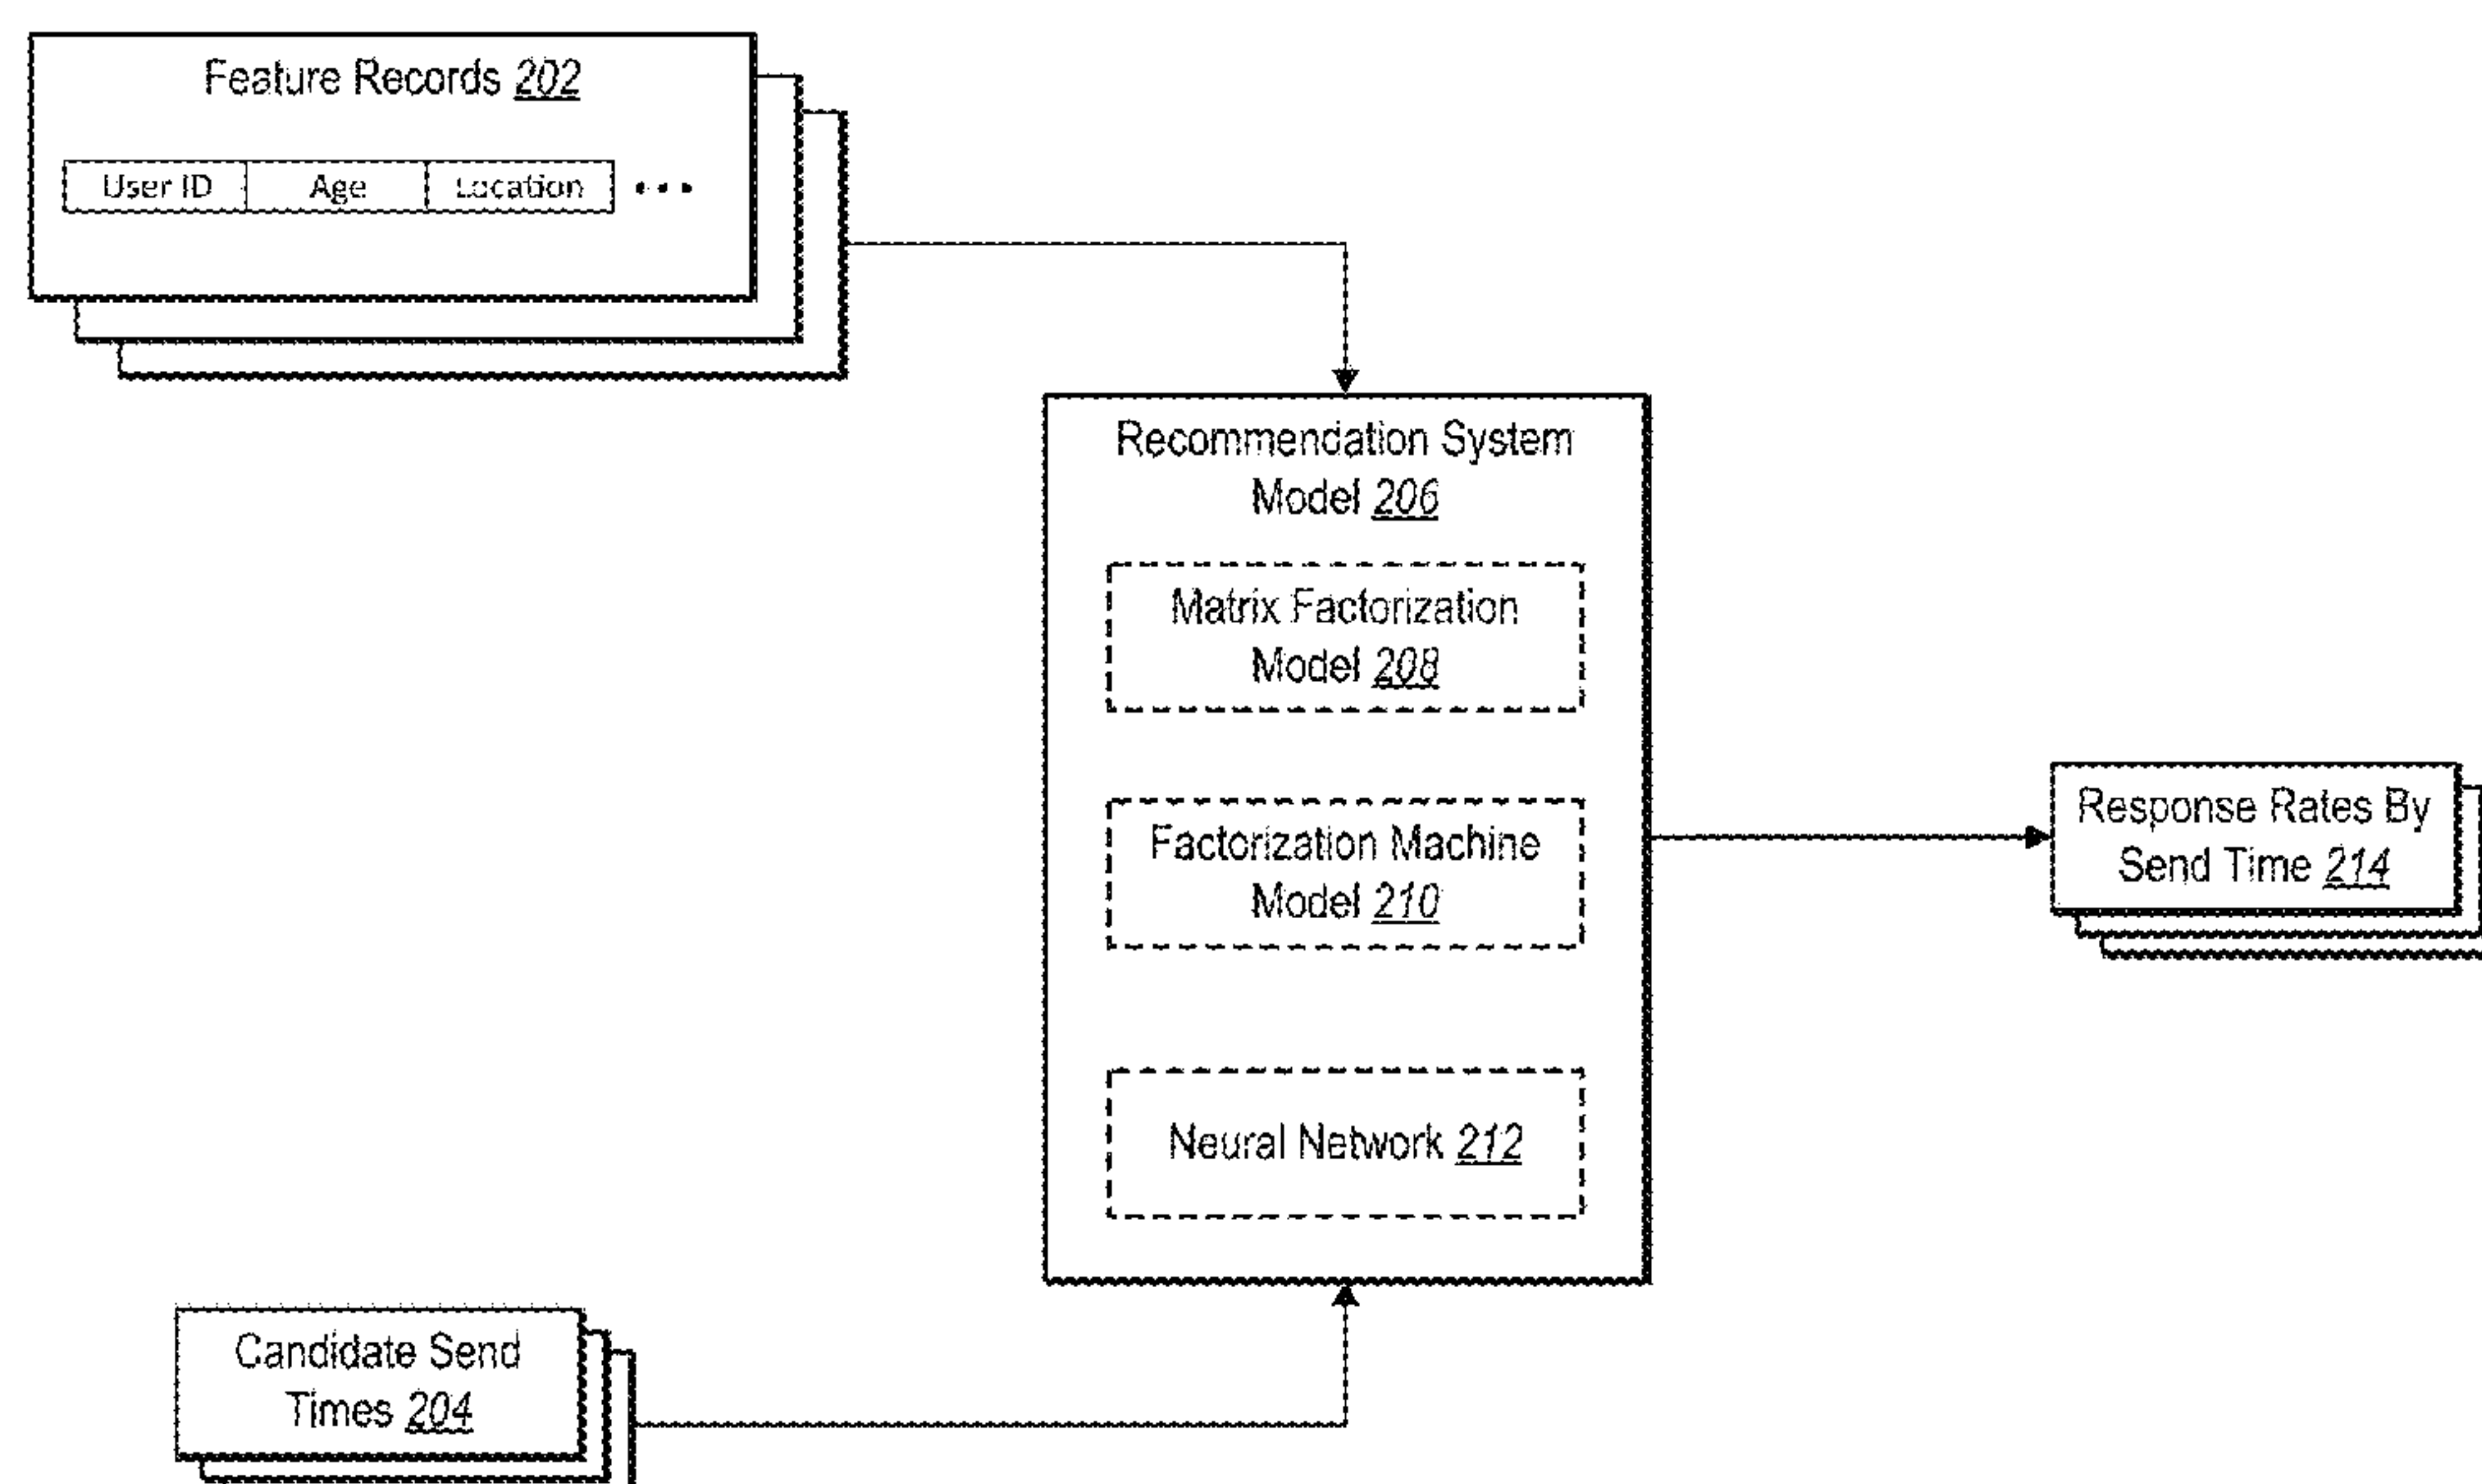 Feature Records 202
User ID Age Location ...
Recommendation System
Model 206
Matrix Factorization
Model 208
Factorization Machine
Model 210
Neural Network 212
Response Rates By
Send Time 214
Candidate Send
Times 204